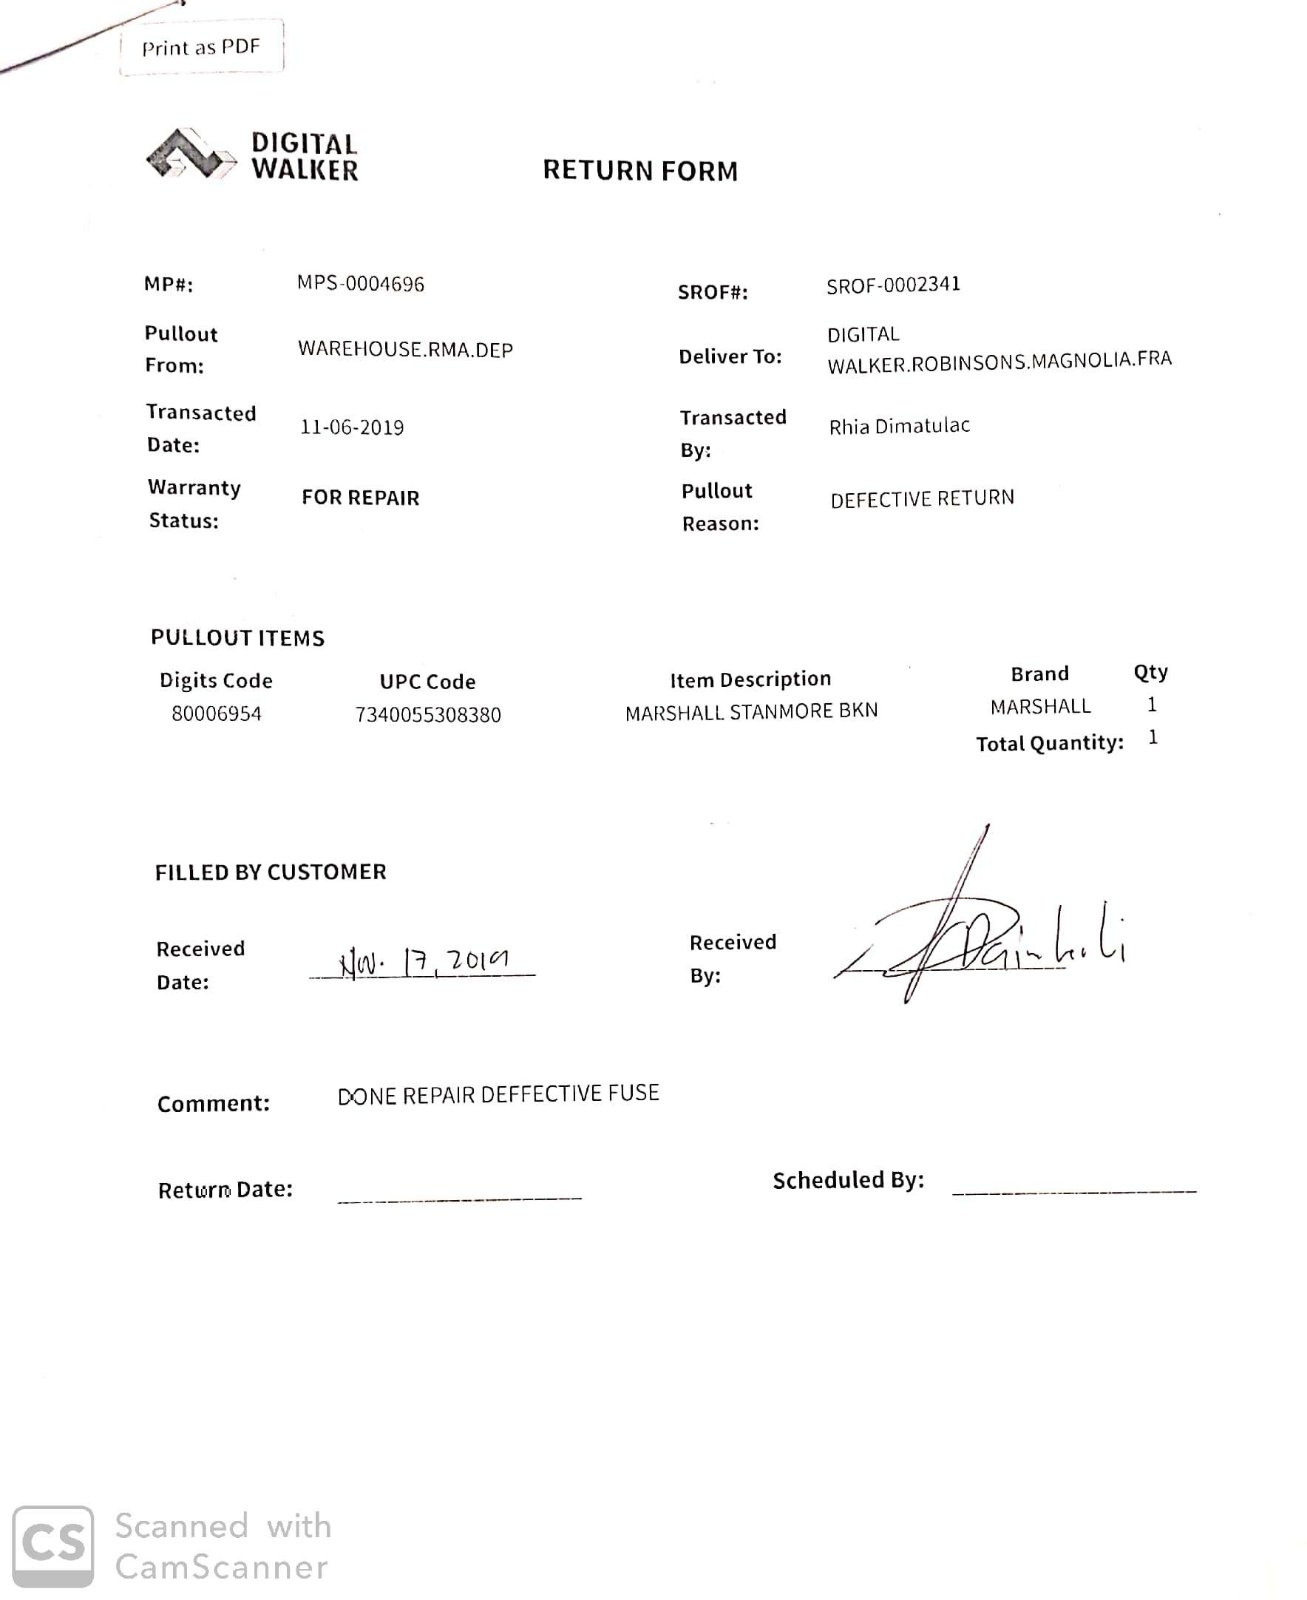 Print as PDF
DIGITAL
WALKER
RETURN FORM
MP#: MPS-0004696
SROF#: SROF-0002341
Pullout
From: WAREHOUSE.RMA.DEP
Deliver To: DIGITAL
WALKER.ROBINSONS.MAGNOLIA.FRA
Transacted
Date: 11-06-2019
Transacted
By: Rhia Dimatulac
Warranty
Status: FOR REPAIR
Pullout
Reason: DEFECTIVE RETURN
PULLOUT ITEMS
Digits Code UPC Code Item Description Brand Qty
80006954 7340055308380 MARSHALL STANMORE BKN MARSHALL 1
Total Quantity: 1
FILLED BY CUSTOMER
Received
Date: Nov. 17, 2019
Received
By:
Comment: DONE REPAIR DEFFECTIVE FUSE
Return Date:
Scheduled By:
CS
Scanned with
CamScanner